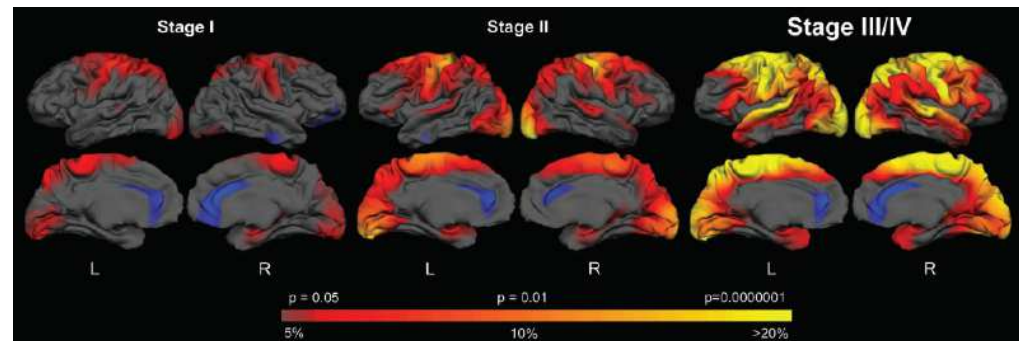 Stage I
Stage II
Stage III/IV
L
R
L
R
L
R
p = 0.05
p = 0.01
p=0.0000001
5%
10%
>20%